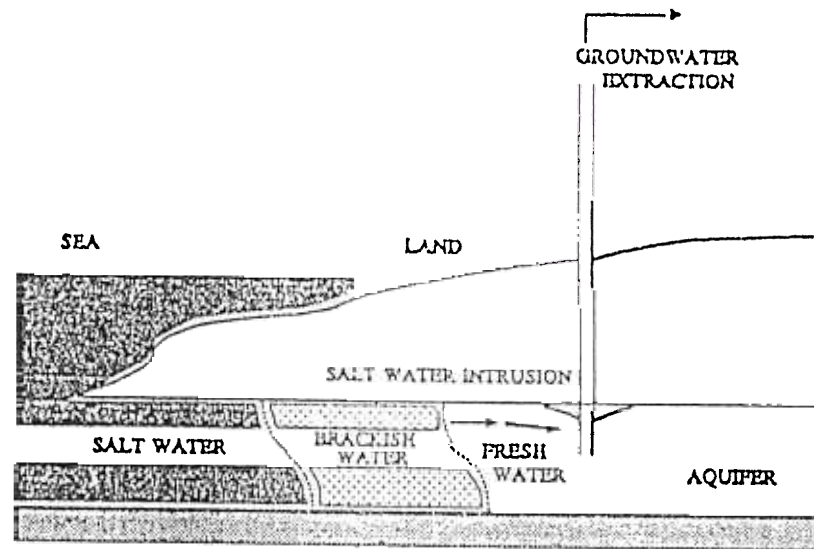 GROUNDWATER
EXTRACTION
SEA
LAND
SALT WATER INTRUSION
SALT WATER
BRACKISH
WATER
FRESH
WATER
AQUIFER